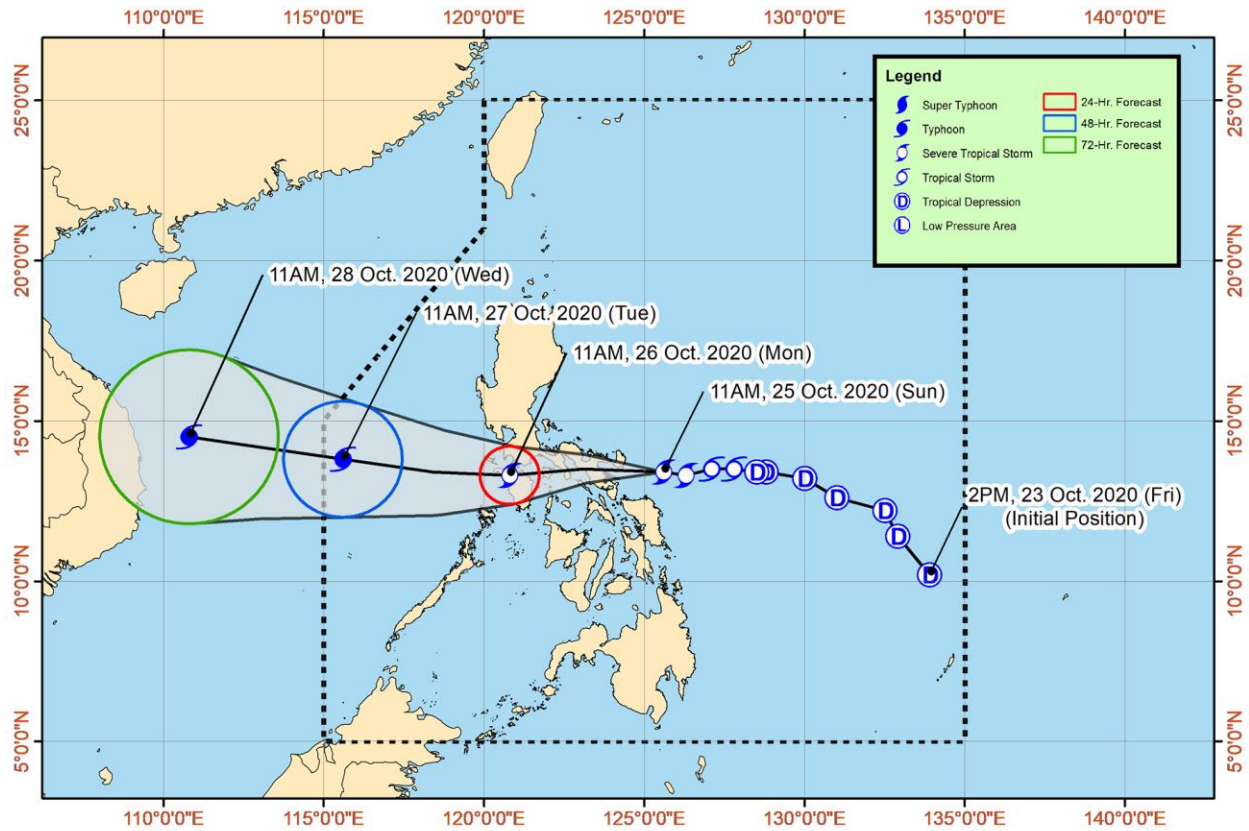 110°0'0"E 115°0'0"E 120°0'0"E 125°0'0"E 130°0'0"E 135°0'0"E 140°0'0"E
25°0'0"N 25°0'0"N
Legend
Super Typhoon
Typhoon
Severe Tropical Storm
Tropical Storm
D Tropical Depression
L Low Pressure Area
24-Hr. Forecast
48-Hr. Forecast
72-Hr. Forecast
20°0'0"N 20°0'0"N
11AM, 28 Oct. 2020 (Wed)
11AM, 27 Oct. 2020 (Tue)
11AM, 26 Oct. 2020 (Mon)
11AM, 25 Oct. 2020 (Sun)
15°0'0"N 15°0'0"N
D D D D D D D
2PM, 23 Oct. 2020 (Fri)
(Initial Position)
10°0'0"N 10°0'0"N
5°0'0"N 5°0'0"N
110°0'0"E 115°0'0"E 120°0'0"E 125°0'0"E 130°0'0"E 135°0'0"E 140°0'0"E